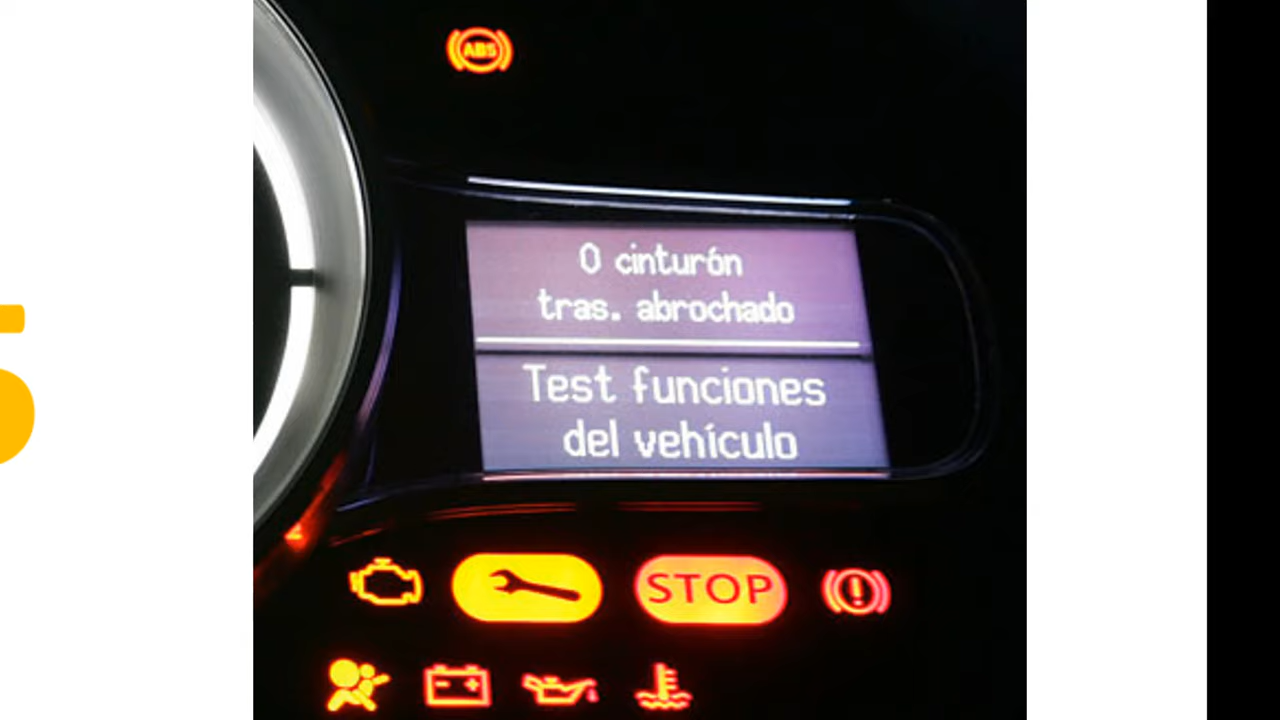 ABS
0 cinturón
tras. abrochado
Test funciones
del vehículo
STOP